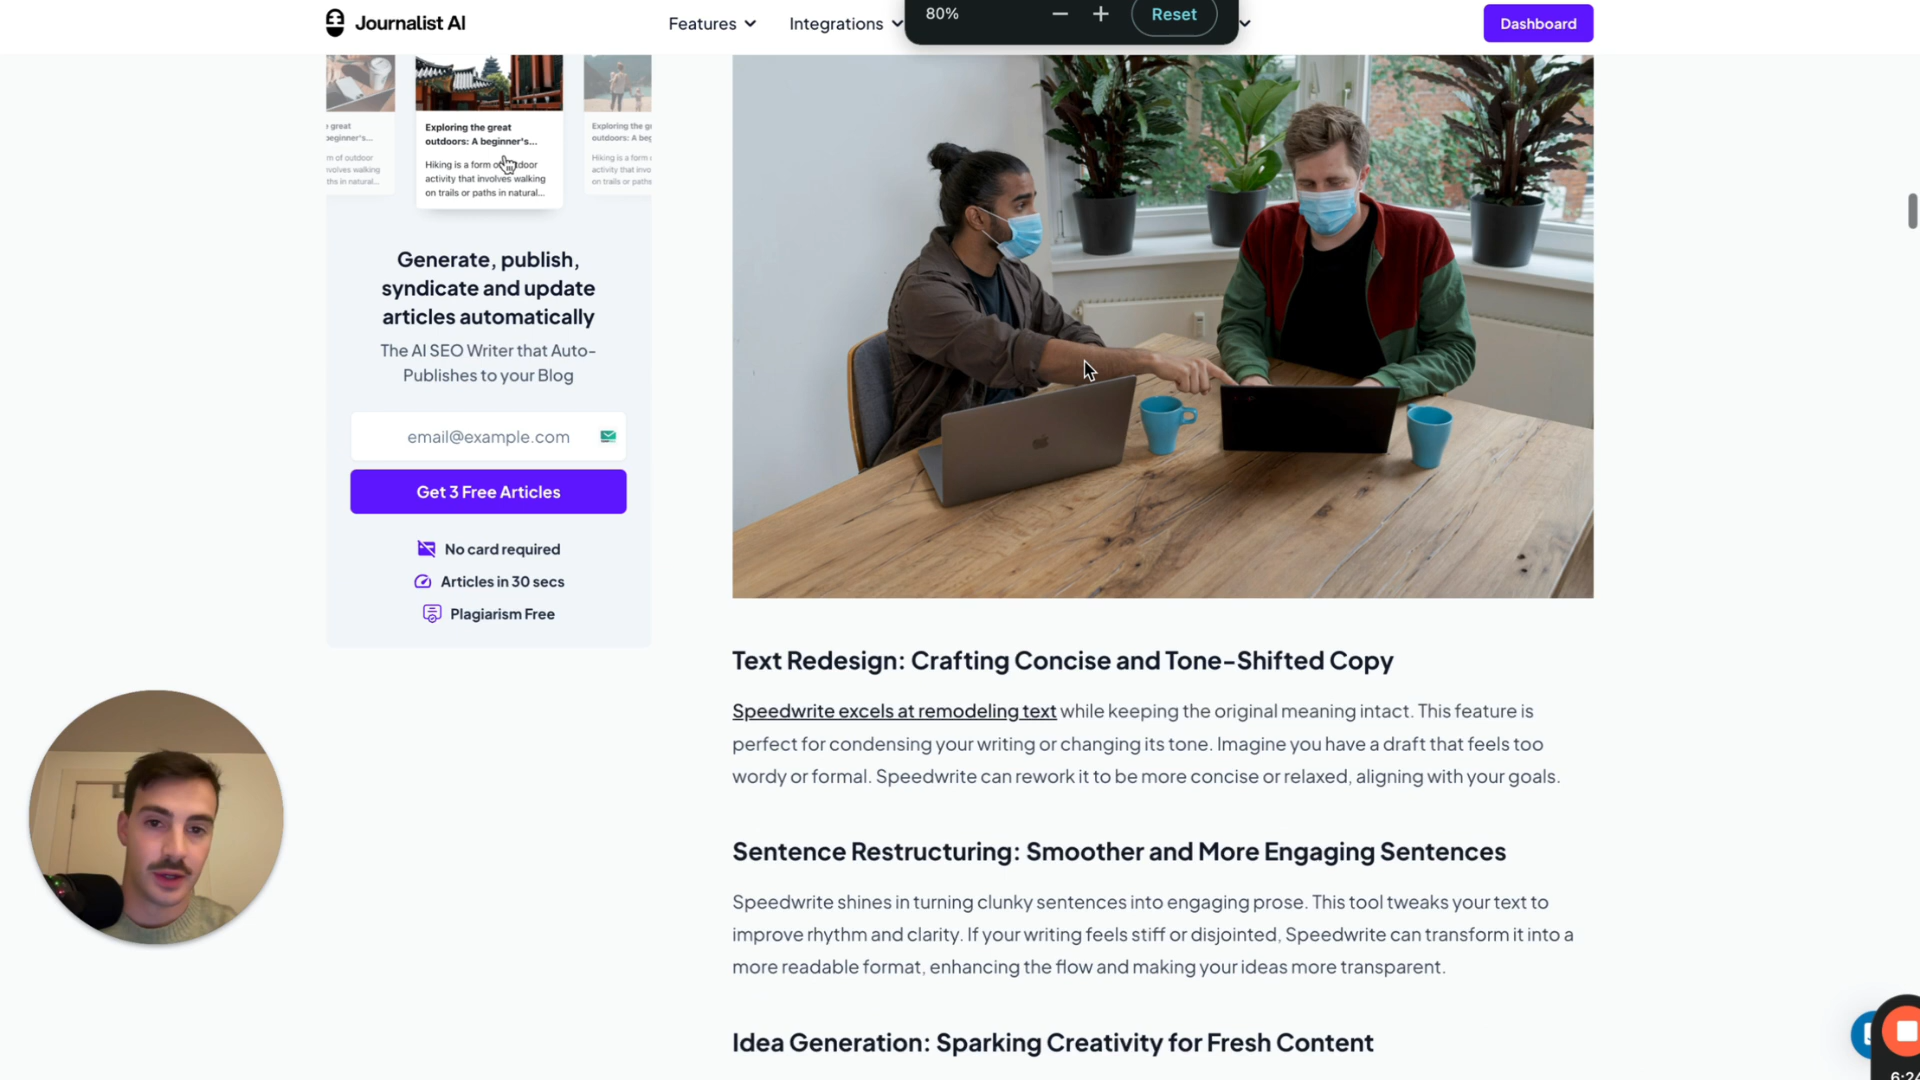 Journalist AI
Features
Integrations
80%
Reset
Dashboard
great
beginner's...
m of outdoor
nvolves walking
ths in natural...
Exploring the great
outdoors: A beginner's...
Hiking is a form of outdoor
activity that involves walking
on trails or paths in natural...
Exploring the g
outdoors: A beg
Hiking is a form
activity that invo
on trails or paths
Generate, publish,
syndicate and update
articles automatically
The AI SEO Writer that Auto-
Publishes to your Blog
email@example.com
Get 3 Free Articles
No card required
Articles in 30 secs
Plagiarism Free
Text Redesign: Crafting Concise and Tone-Shifted Copy
Speedwrite excels at remodeling text while keeping the original meaning intact. This feature is
perfect for condensing your writing or changing its tone. Imagine you have a draft that feels too
wordy or formal. Speedwrite can rework it to be more concise or relaxed, aligning with your goals.
Sentence Restructuring: Smoother and More Engaging Sentences
Speedwrite shines in turning clunky sentences into engaging prose. This tool tweaks your text to
improve rhythm and clarity. If your writing feels stiff or disjointed, Speedwrite can transform it into a
more readable format, enhancing the flow and making your ideas more transparent.
Idea Generation: Sparking Creativity for Fresh Content